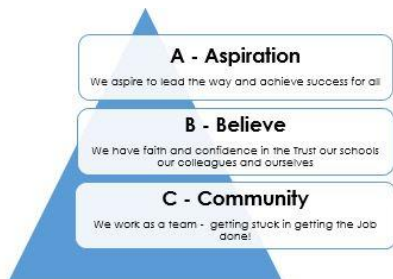 A - Aspiration
We aspire to lead the way and achieve success for all
B - Believe
We have faith and confidence in the Trust our schools
our colleagues and ourselves
C - Community
We work as a team - getting stuck in getting the Job
done!